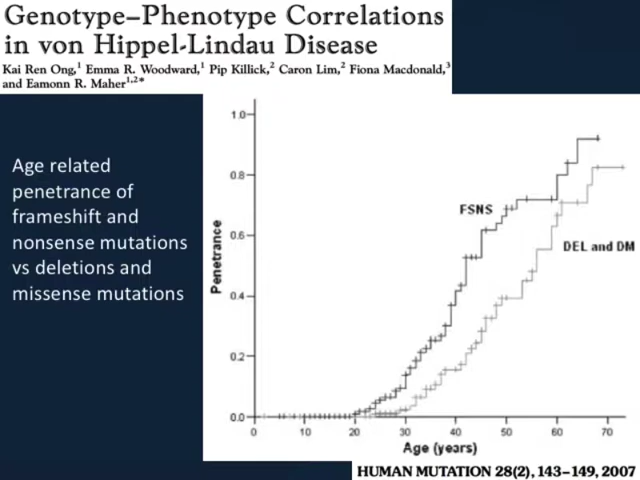 Genotype–Phenotype Correlations
in von Hippel-Lindau Disease
Kai Ren Ong,1 Emma R. Woodward,1 Pip Killick,2 Caron Lim,2 Fiona Macdonald,3
and Eamonn R. Maher1,2*
Age related
penetrance of
frameshift and
nonsense mutations
vs deletions and
missense mutations
Penetrance
1.0
0.8
0.6
0.4
0.2
0.0
FSNS
DEL and DM
0 10 20 30 40 50 60 70
Age (years)
HUMAN MUTATION 28(2), 143–149, 2007